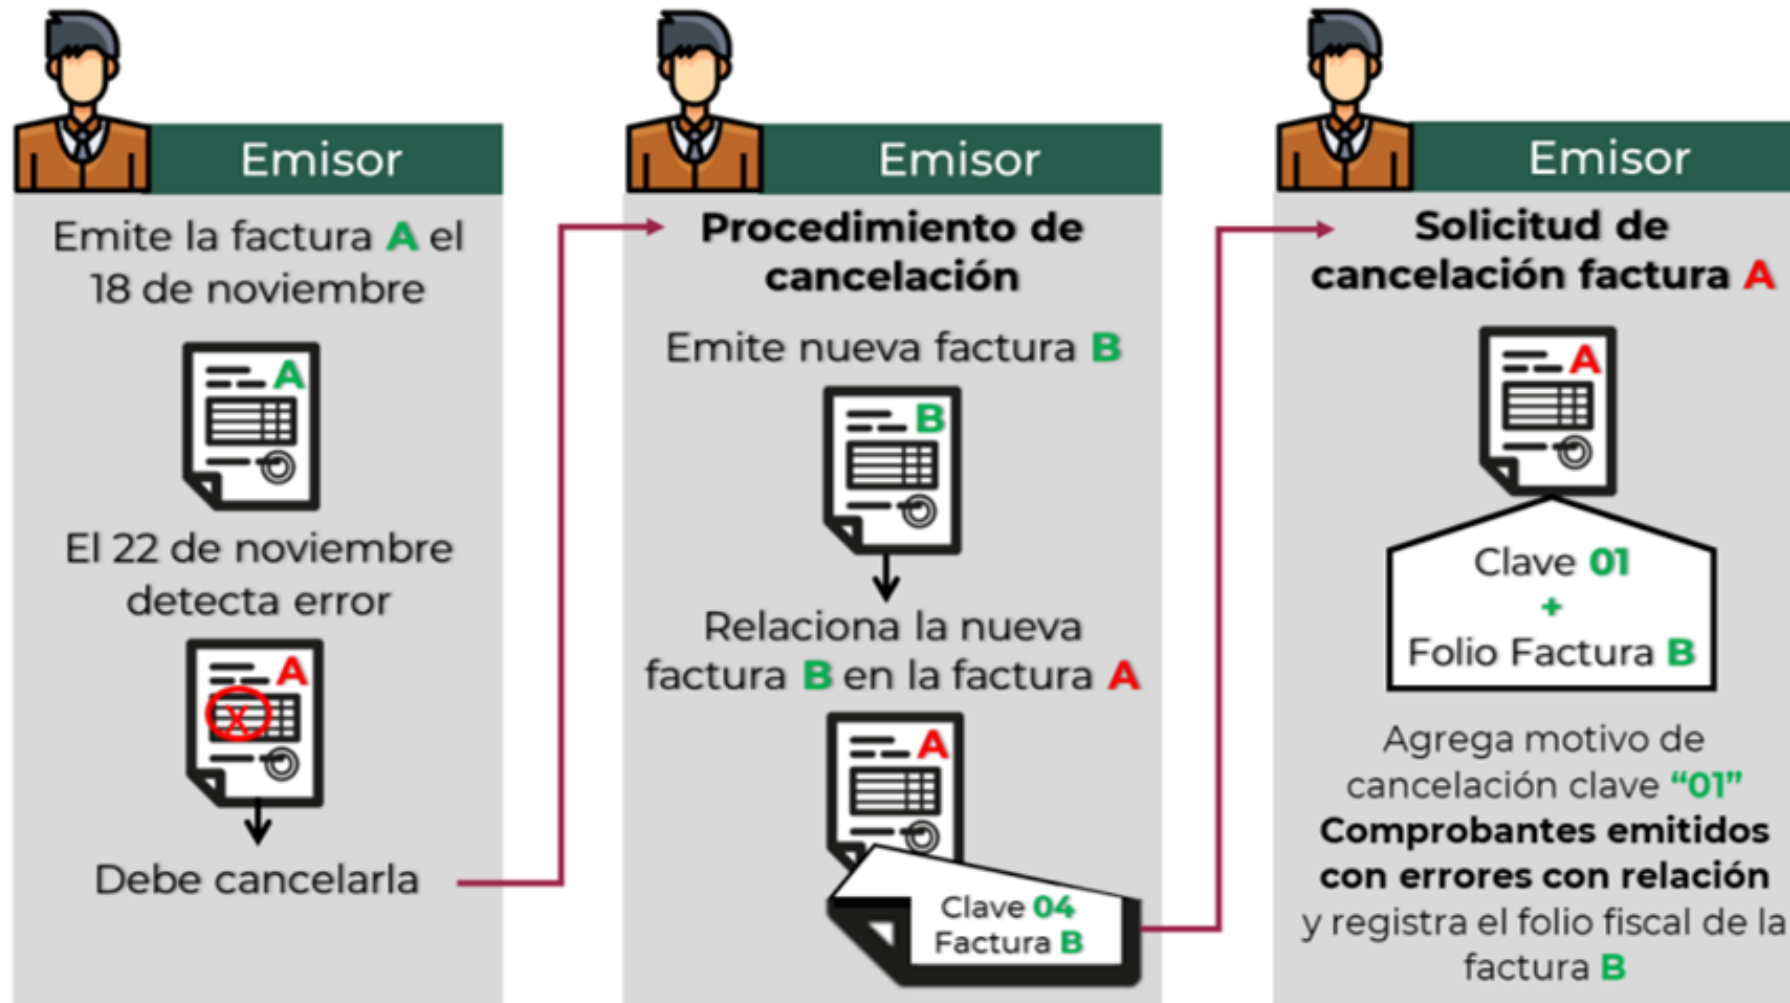 Emisor
Emite la factura A el
18 de noviembre
A
El 22 de noviembre
detecta error
A
X
Debe cancelarla
Emisor
Procedimiento de
cancelación
Emite nueva factura B
B
Relaciona la nueva
factura B en la factura A
A
Clave 04
Factura B
Emisor
Solicitud de
cancelación factura A
A
Clave 01
+
Folio Factura B
Agrega motivo de
cancelación clave “01”
Comprobantes emitidos
con errores con relación
y registra el folio fiscal de la
factura B